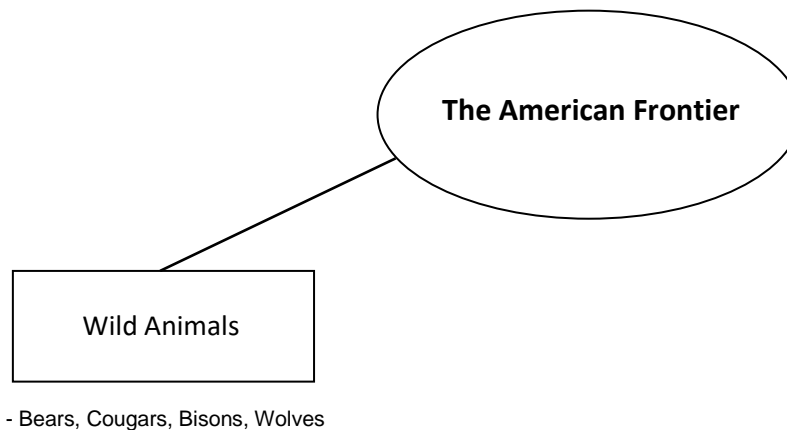 The American Frontier
Wild Animals
- Bears, Cougars, Bisons, Wolves